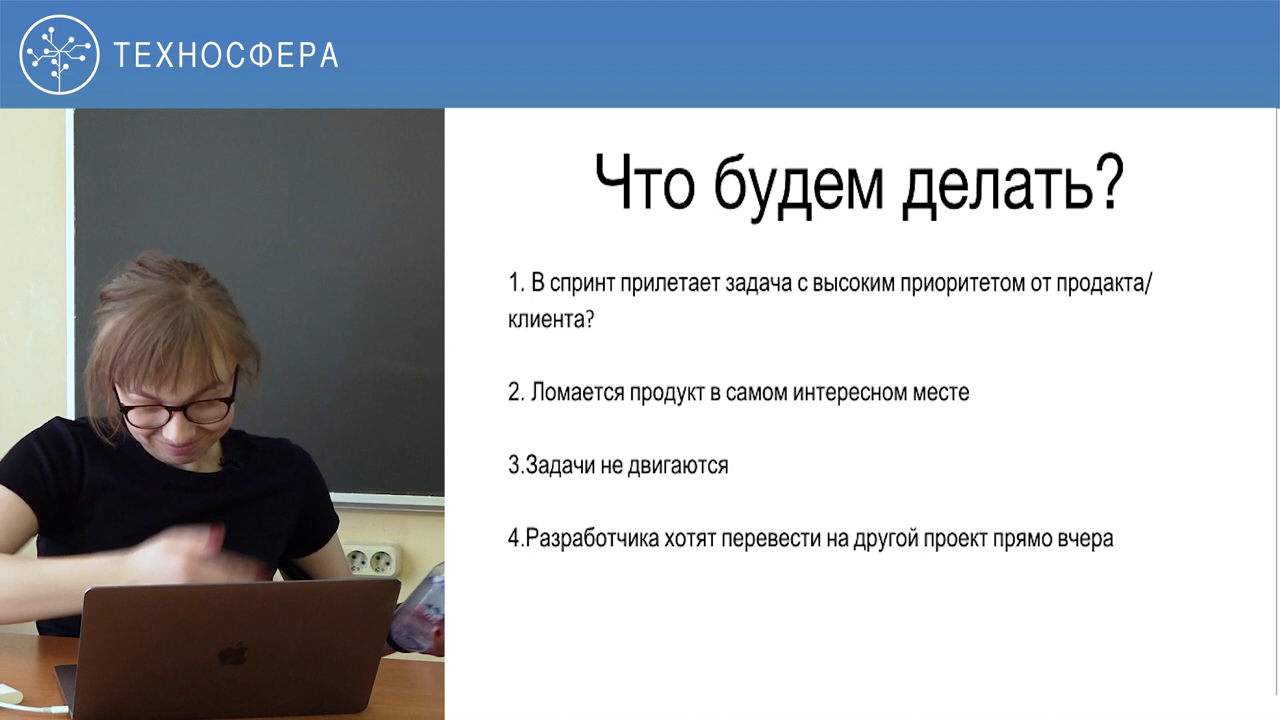 ТЕХНОСФЕРА
Что будем делать?
1. В спринт прилетает задача с высоким приоритетом от продакта/
клиента?
2. Ломается продукт в самом интересном месте
3.Задачи не двигаются
4.Разработчика хотят перевести на другой проект прямо вчера